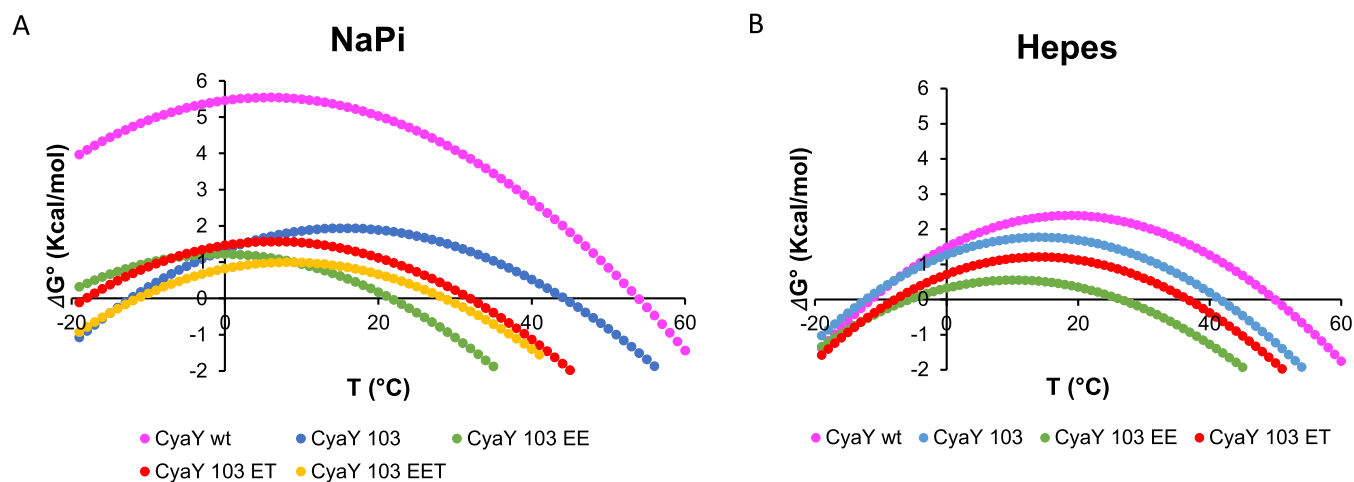 A
NaPi
6
5
4
3
2
1
0
-1
-2
-20
0
20
40
60
ΔG° (Kcal/mol)
T (°C)
CyaY wt
CyaY 103
CyaY 103 EE
CyaY 103 ET
CyaY 103 EET
B
Hepes
6
5
4
3
2
1
0
-1
-2
-20
0
20
40
60
ΔG° (Kcal/mol)
T (°C)
CyaY wt
CyaY 103
CyaY 103 EE
CyaY 103 ET